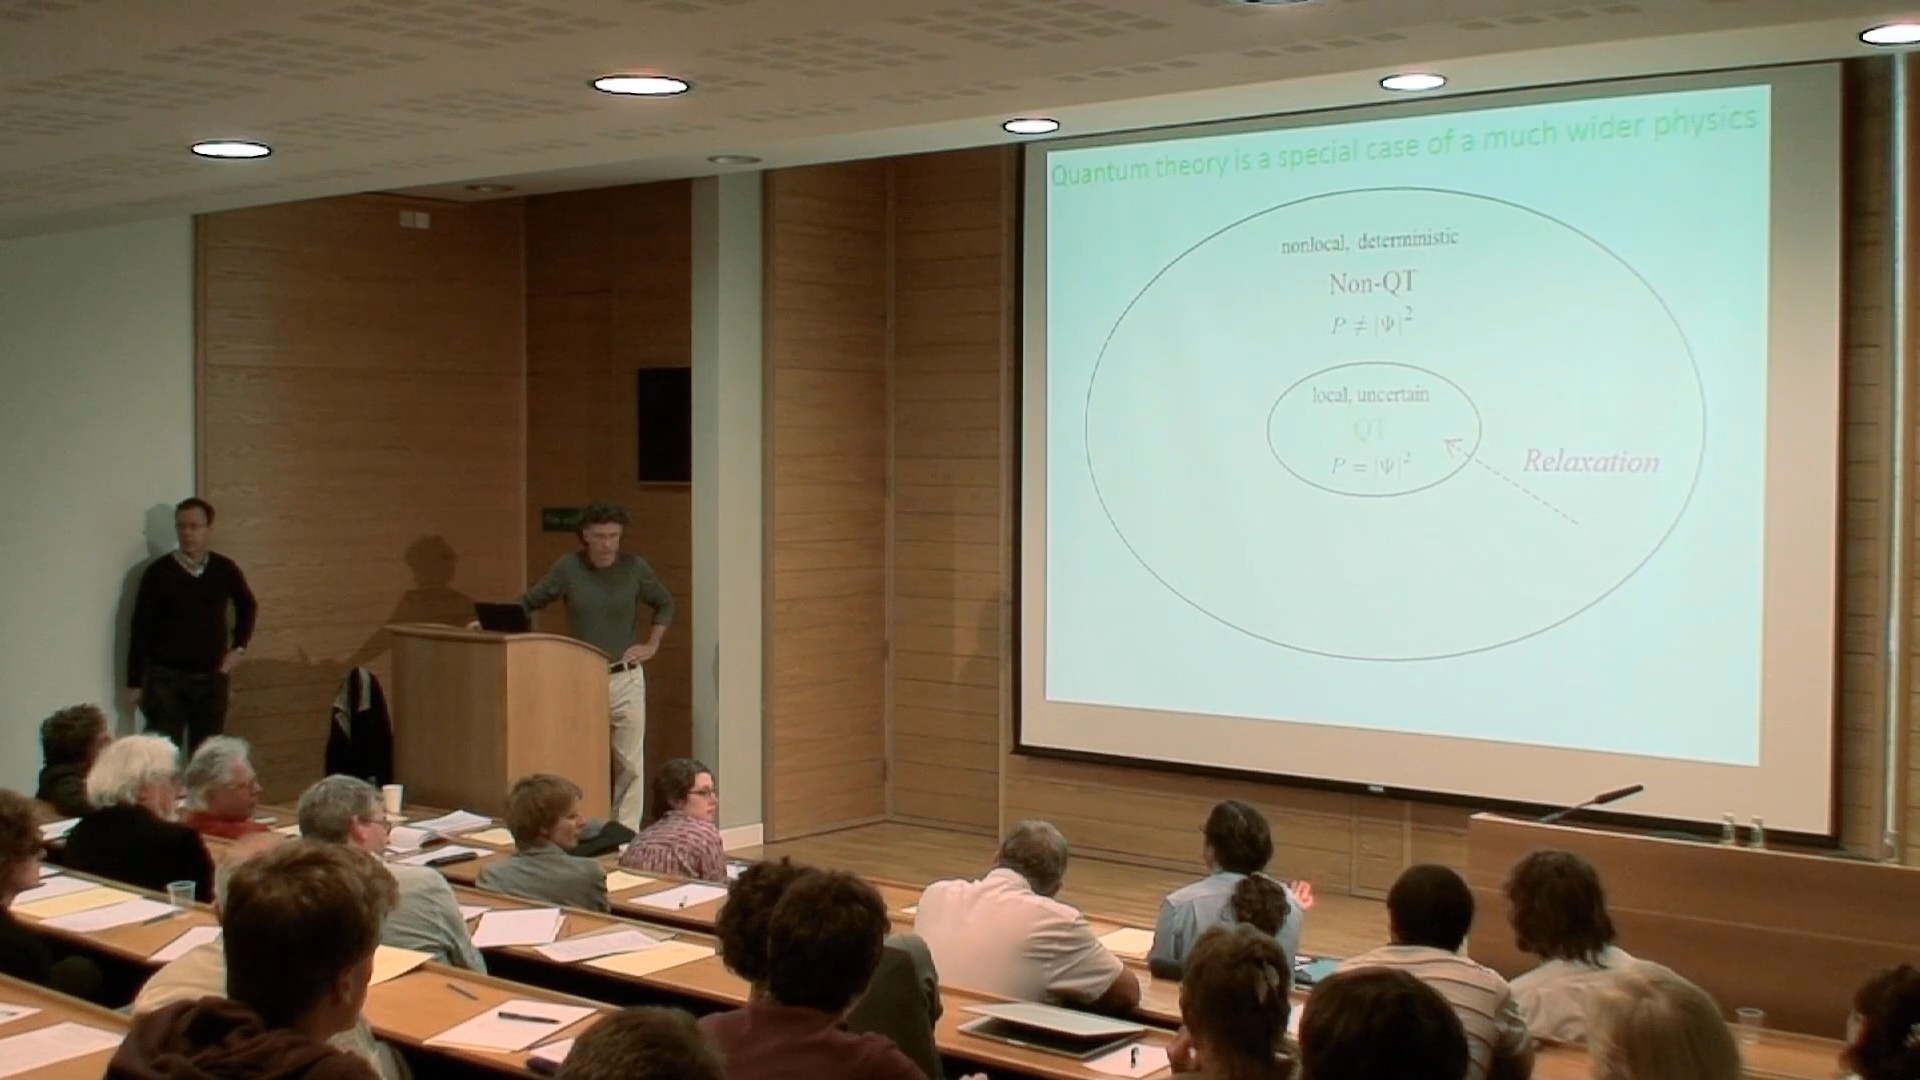 Quantum theory is a special case of a much wider physics
nonlocal, deterministic
Non-QT
P ≠ |Ψ|²
local, uncertain
QT
P = |Ψ|²
Relaxation